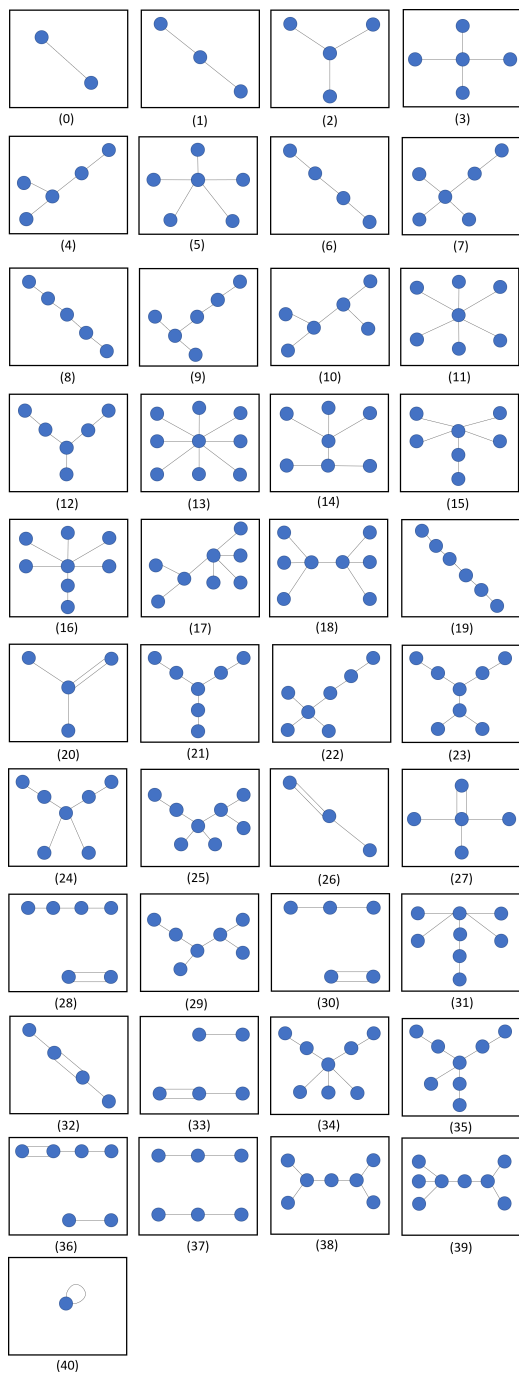 (0) (1) (2) (3)
(4) (5) (6) (7)
(8) (9) (10) (11)
(12) (13) (14) (15)
(16) (17) (18) (19)
(20) (21) (22) (23)
(24) (25) (26) (27)
(28) (29) (30) (31)
(32) (33) (34) (35)
(36) (37) (38) (39)
(40)